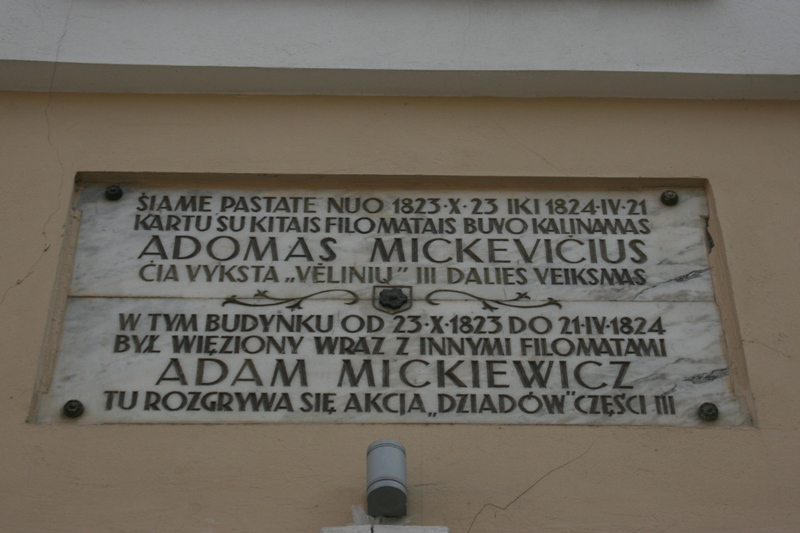 ŠIAME PASTATE NUO 1823·X·23 IKI 1824·IV·21
KARTU SU KITAIS FILOMATAIS BUVO KALINAMAS
ADOMAS MICKEVIČIUS
ČIA VYKSTA „VĖLINIŲ” III DALIES VEIKSMAS
W TYM BUDYNKU OD 23·X·1823 DO 21·IV·1824
BYŁ WIĘZIONY WRAZ Z INNYMI FILOMATAMI
ADAM MICKIEWICZ
TU ROZGRYWA SIĘ AKCJA „DZIADÓW” CZĘŚCI III